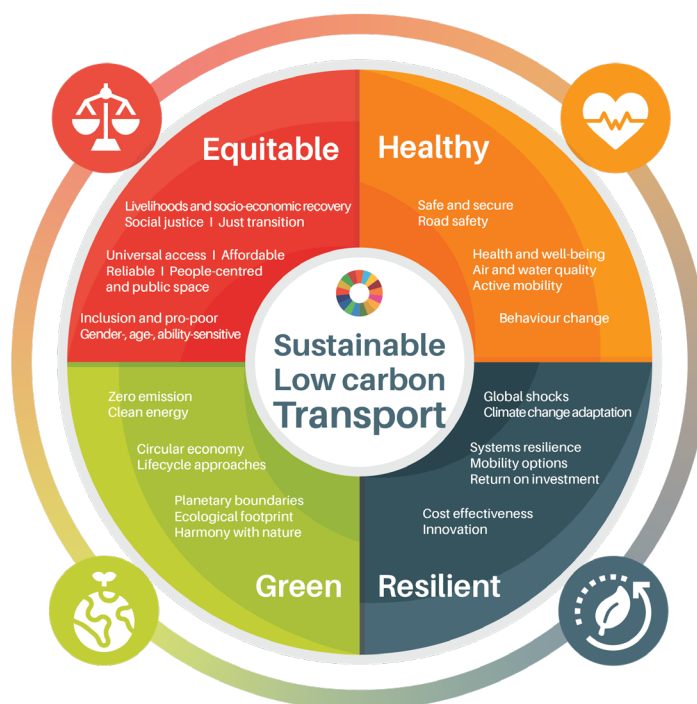 Equitable
Livelihoods and socio-economic recovery
Social justice I Just transition
Universal access I Affordable
Reliable I People-centred
and public space
Inclusion and pro-poor
Gender-, age-, ability-sensitive
Healthy
Safe and secure
Road safety
Health and well-being
Air and water quality
Active mobility
Behaviour change
Sustainable
Low carbon
Transport
Zero emission
Clean energy
Circular economy
Lifecycle approaches
Planetary boundaries
Ecological footprint
Harmony with nature
Green
Global shocks
Climate change adaptation
Systems resilience
Mobility options
Return on investment
Cost effectiveness
Innovation
Resilient